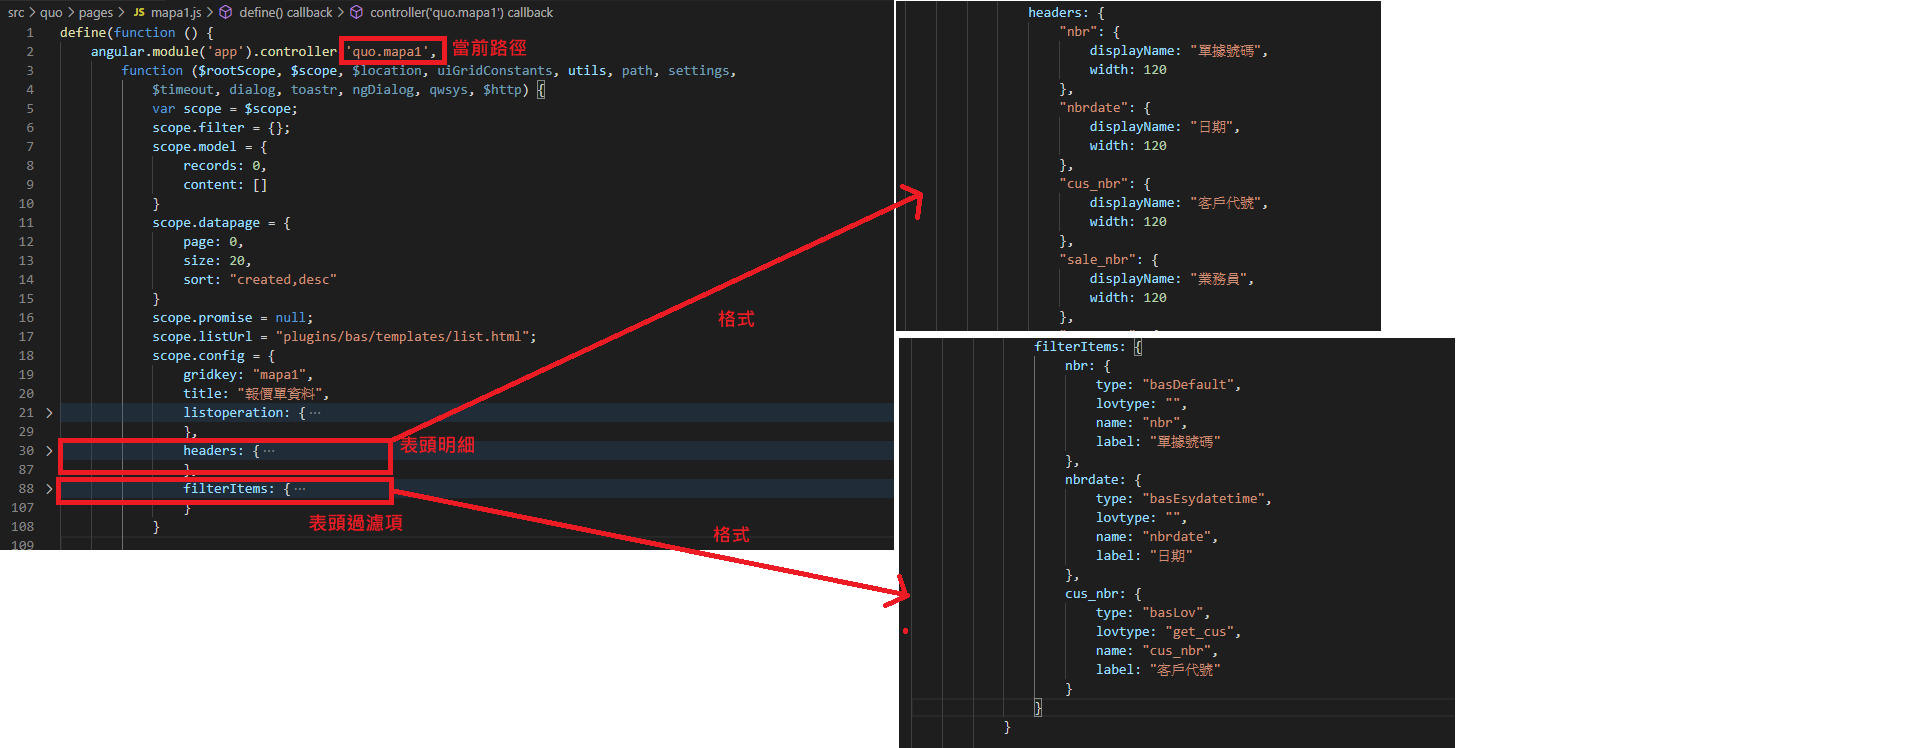 src > quo > pages > JS mapa1.js > define() callback > controller('quo.mapa1') callback
1 define(function () {
2 angular.module('app').controller 'quo.mapa1', 當前路徑
3 function ($rootScope, $scope, $location, uiGridConstants, utils, path, settings,
4 $timeout, dialog, toastr, ngDialog, qwsys, $http) {
5 var scope = $scope;
6 scope.filter = {};
7 scope.model = {
8 records: 0,
9 content: []
10 }
11 scope.datapage = {
12 page: 0,
13 size: 20,
14 sort: "created,desc"
15 }
16 scope.promise = null;
17 scope.listUrl = "plugins/bas/templates/list.html";
18 scope.config = {
19 gridkey: "mapa1",
20 title: "報價單資料",
21 > listoperation: { ...
29 },
30 > headers: { ...
表頭明細
87 },
88 > filterItems: { ...
107 }
表頭過濾項
108 }
109
格式
格式
headers: {
"nbr": {
displayName: "單據號碼",
width: 120
},
"nbrdate": {
displayName: "日期",
width: 120
},
"cus_nbr": {
displayName: "客戶代號",
width: 120
},
"sale_nbr": {
displayName: "業務員",
width: 120
},
filterItems: {
nbr: {
type: "basDefault",
lovtype: "",
name: "nbr",
label: "單據號碼"
},
nbrdate: {
type: "basEsydatetime",
lovtype: "",
name: "nbrdate",
label: "日期"
},
cus_nbr: {
type: "basLov",
lovtype: "get_cus",
name: "cus_nbr",
label: "客戶代號"
}
}
}